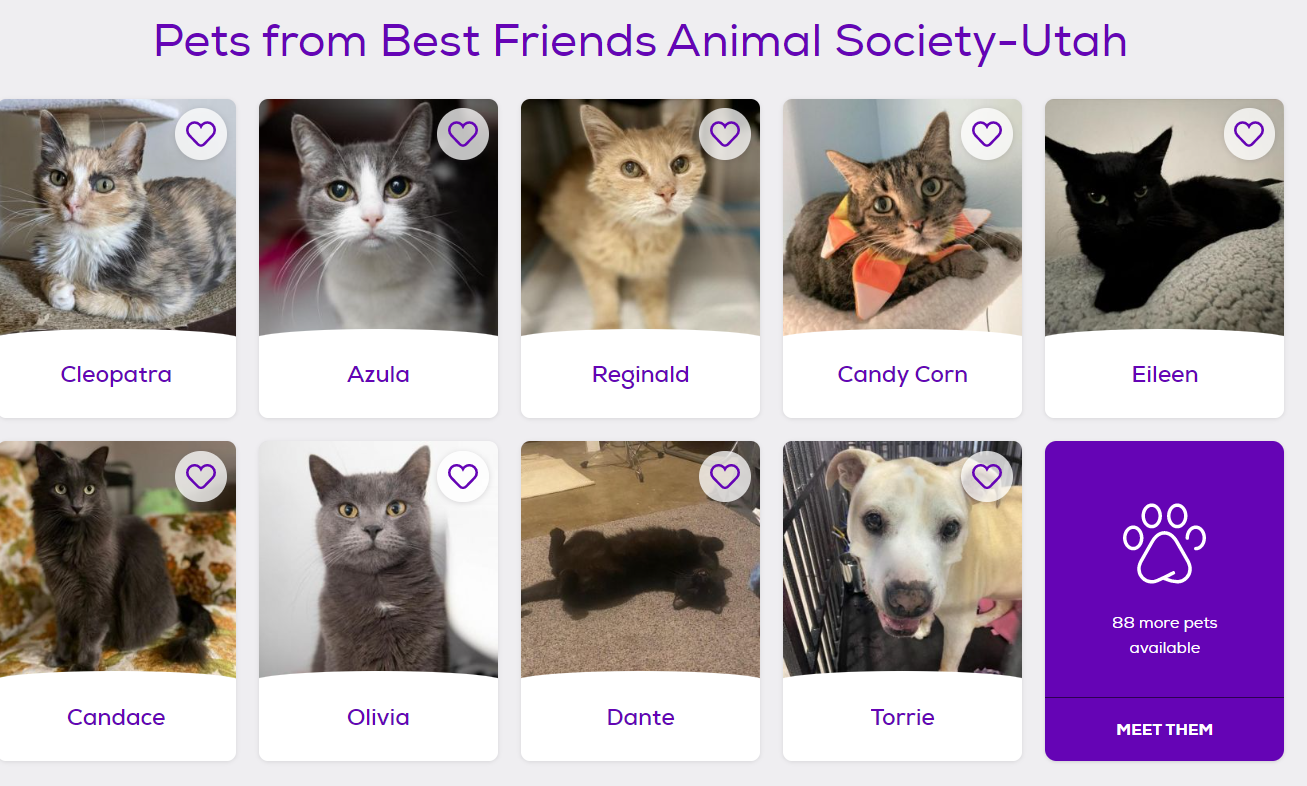 Pets from Best Friends Animal Society-Utah
Cleopatra
Azula
Reginald
Candy Corn
Eileen
Candace
Olivia
Dante
Torrie
88 more pets
available
MEET THEM